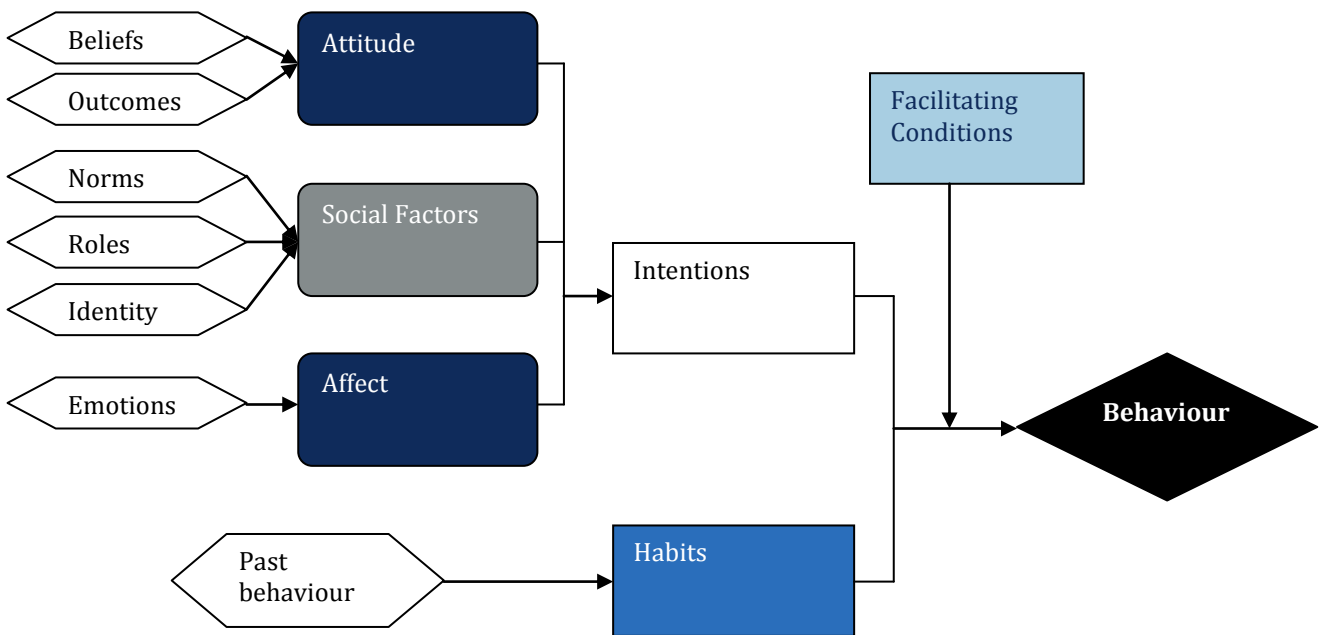 Beliefs
Outcomes
Attitude
Norms
Roles
Identity
Social Factors
Emotions
Affect
Past
behaviour
Habits
Intentions
Facilitating
Conditions
Behaviour